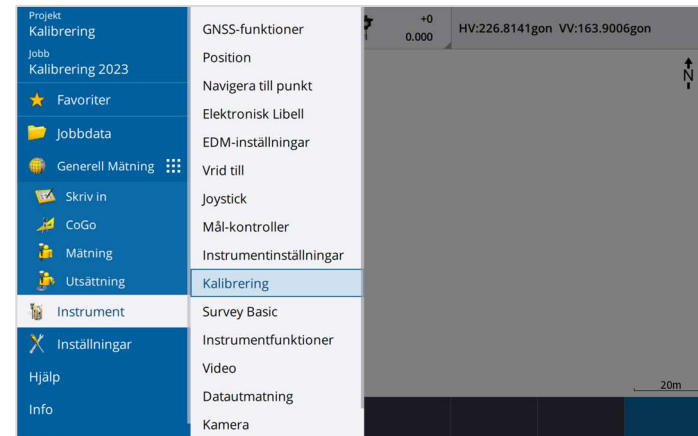 Projekt
Kalibrering
Jobb
Kalibrering 2023
Favoriter
Jobbdata
Generell Mätning
Skriv in
CoGo
Mätning
Utsättning
Instrument
Inställningar
Hjälp
Info
GNSS-funktioner
Position
Navigera till punkt
Elektronisk Libell
EDM-inställningar
Vrid till
Joystick
Mål-kontroller
Instrumentinställningar
Kalibrering
Survey Basic
Instrumentfunktioner
Video
Datautmatning
Kamera
+0
0.000
HV:226.8141gon VV:163.9006gon
N
20m